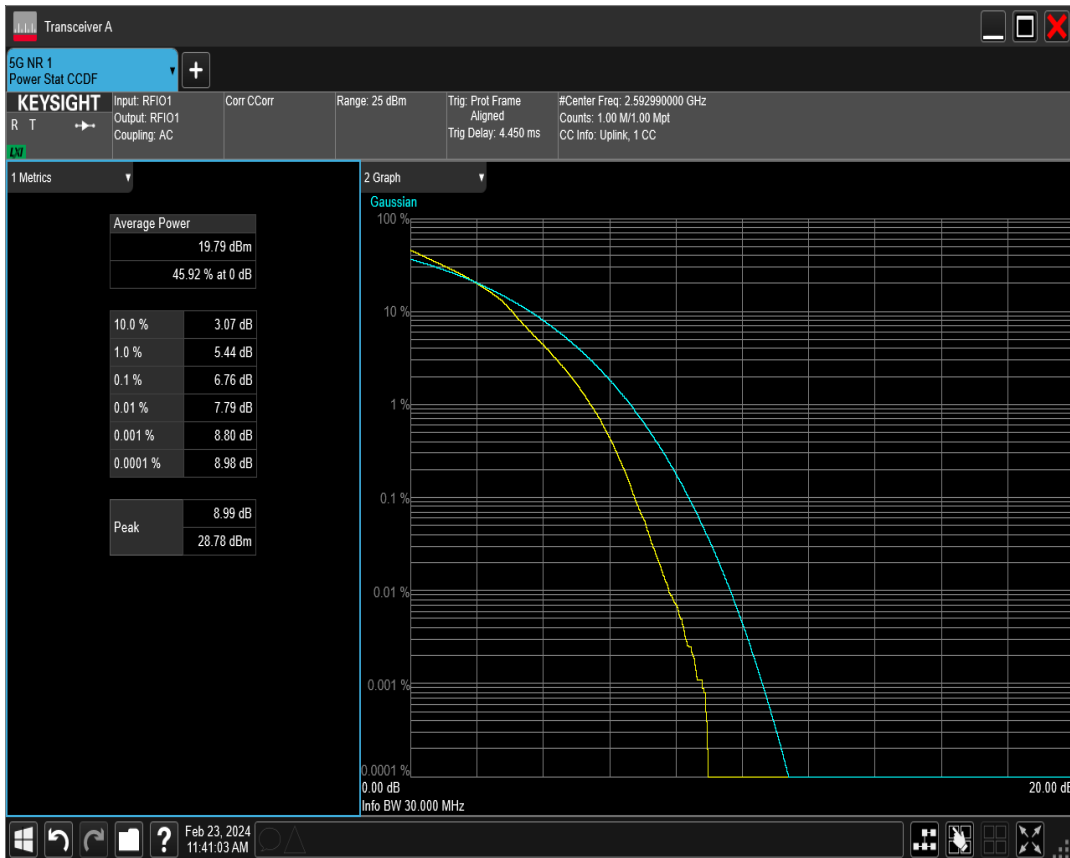 Transceiver A
5G NR 1
Power Stat CCDF
+
KEYSIGHT
R T
LXI
Input: RFIO1
Output: RFIO1
Coupling: AC
Corr CCorr
Range: 25 dBm
Trig: Prot Frame
Aligned
Trig Delay: 4.450 ms
#Center Freq: 2.592990000 GHz
Counts: 1.00 M/1.00 Mpt
CC Info: Uplink, 1 CC
1 Metrics
Average Power
19.79 dBm
45.92 % at 0 dB
10.0 % 3.07 dB
1.0 % 5.44 dB
0.1 % 6.76 dB
0.01 % 7.79 dB
0.001 % 8.80 dB
0.0001 % 8.98 dB
Peak
8.99 dB
28.78 dBm
2 Graph
Gaussian
100 %
10 %
1 %
0.1 %
0.01 %
0.001 %
0.0001 %
0.00 dB 20.00 dB
Info BW 30.000 MHz
?
Feb 23, 2024
11:41:03 AM